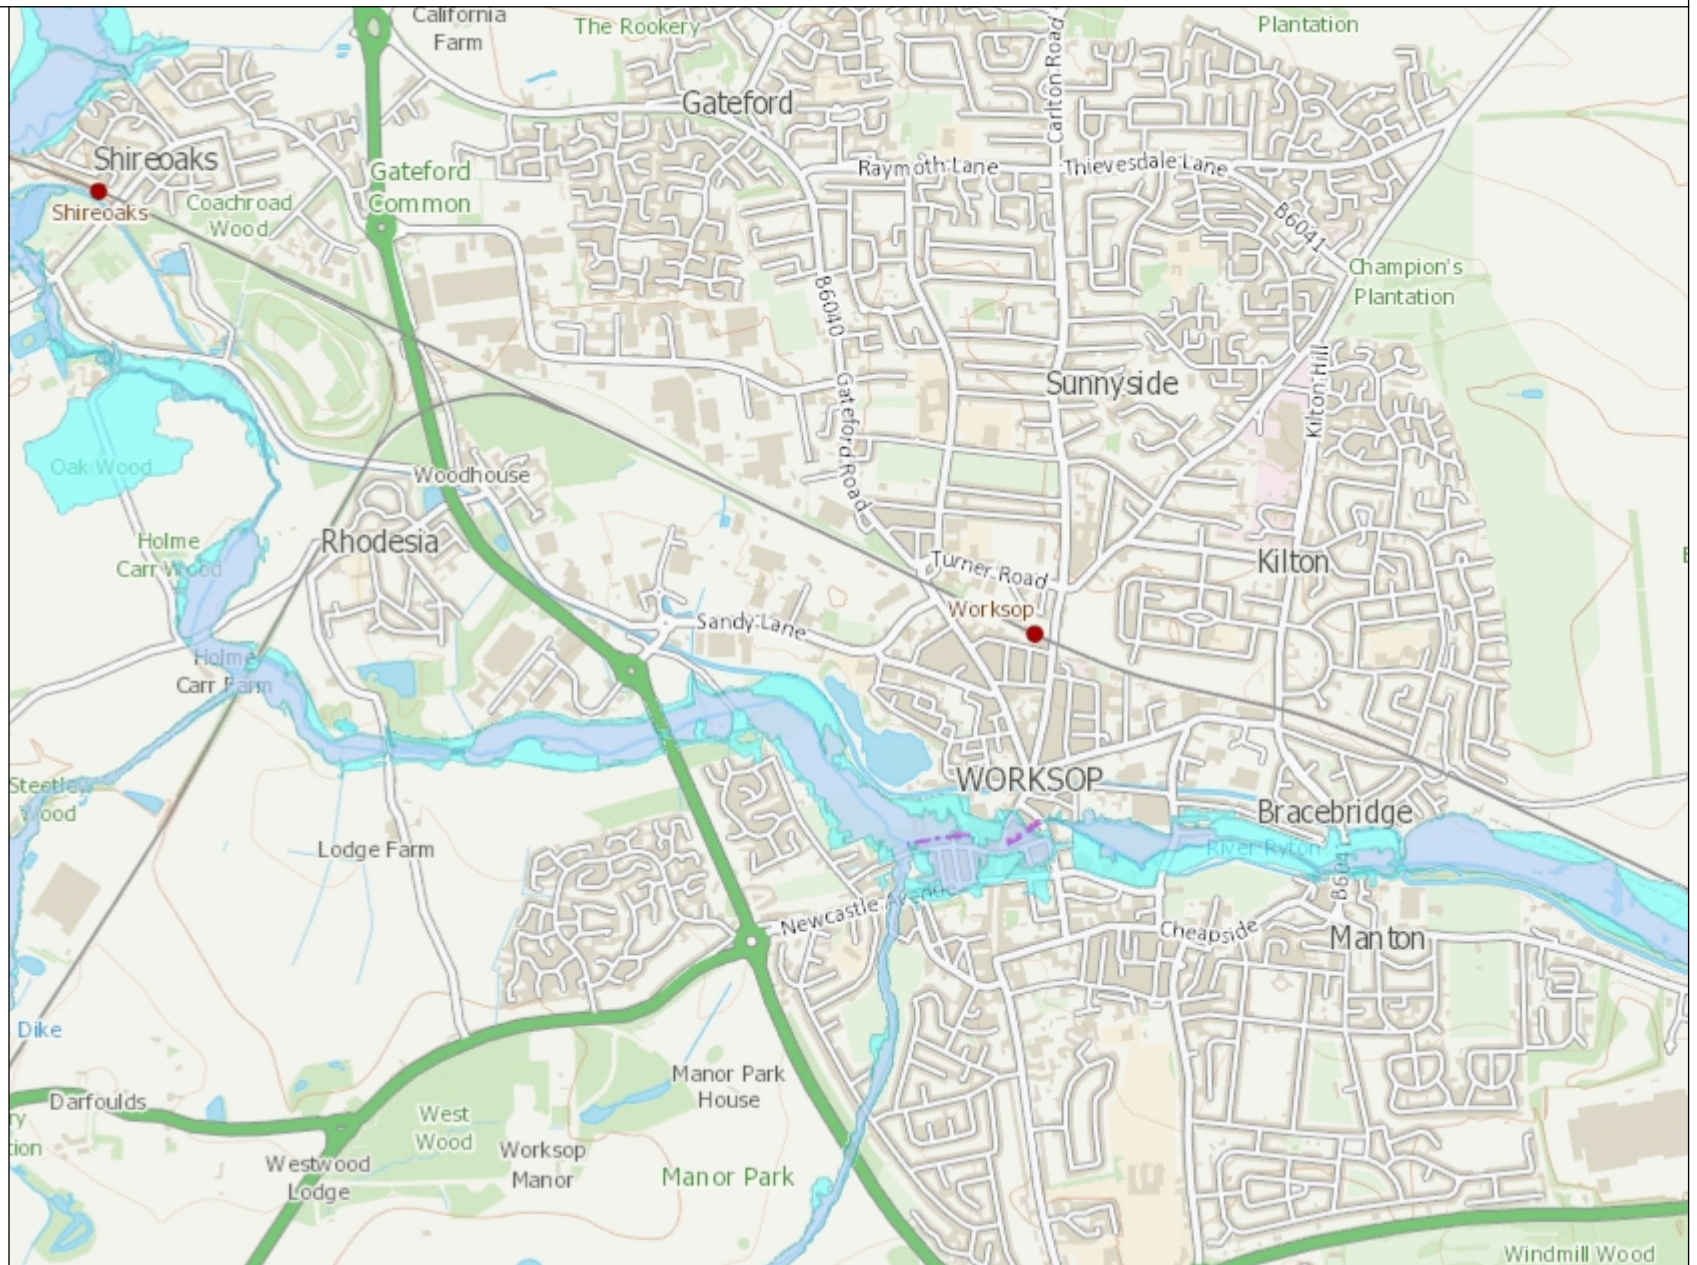 California
Farm
The Rookery
Plantation
Carlton Road
Gateford
Shireoaks
Raymoth Lane
Thievesdale Lane
Gateford
Common
Shireoaks
Coachroad
Wood
B6041
Champion's
Plantation
B6040
Kilton Hill
Sunnyside
Gateford Road
Oak Wood
Woodhouse
Holme
Carr Wood
Rhodesia
Turner Road
Kilton
Worksop
Sandy Lane
Holme
Carr Farm
WORKSOP
Steetley
Wood
Bracebridge
Lodge Farm
River Ryton
Newcastle Avenue
Cheapside
Manton
Dike
Manor Park
House
Darfoulds
West
Wood
Worksop
Manor
Westwood
Lodge
Manor Park
Windmill Wood